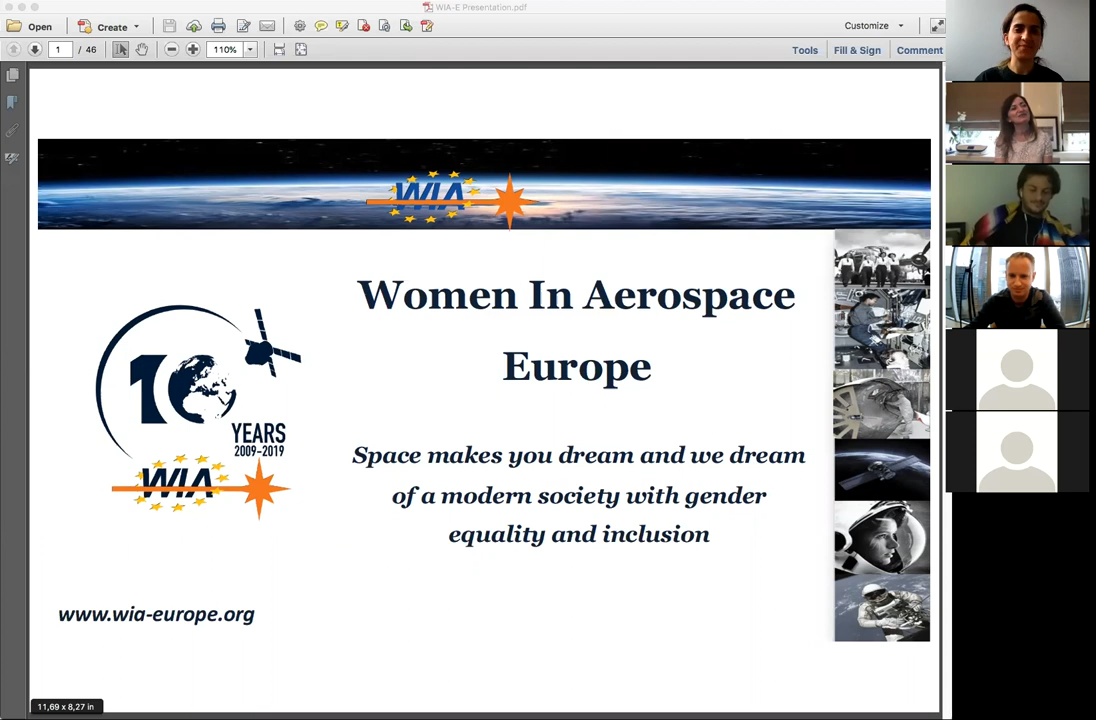 WIA-E Presentation.pdf
Open
Create
Customize
1 / 46
110%
Tools
Fill & Sign
Comment
WIA
Women In Aerospace
Europe
10
YEARS
2009-2019
WIA
Space makes you dream and we dream
of a modern society with gender
equality and inclusion
www.wia-europe.org
11,69 x 8,27 in